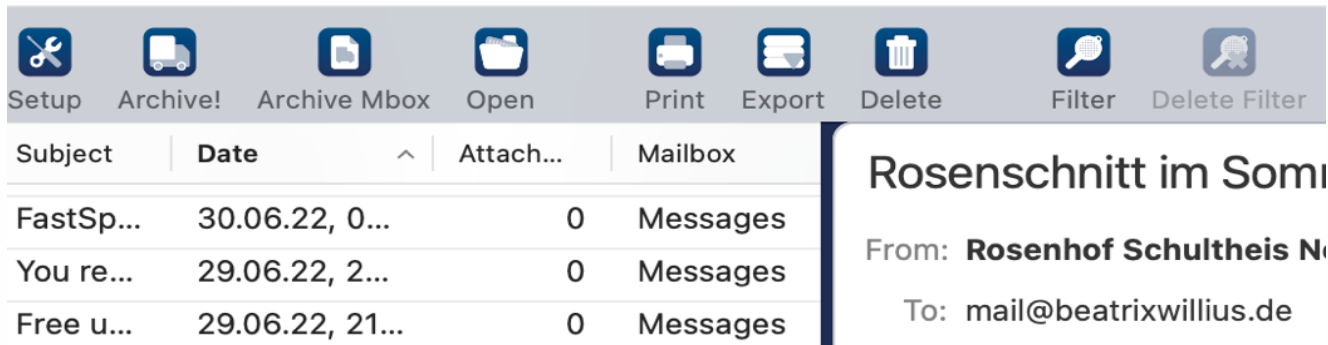 Setup Archive! Archive Mbox Open Print Export Delete Filter Delete Filter
Subject Date Attach... Mailbox
FastSp... 30.06.22, 0... 0 Messages
You re... 29.06.22, 2... 0 Messages
Free u... 29.06.22, 21... 0 Messages
Rosenschnitt im Som
From: Rosenhof Schultheis N
To: mail@beatrixwillius.de